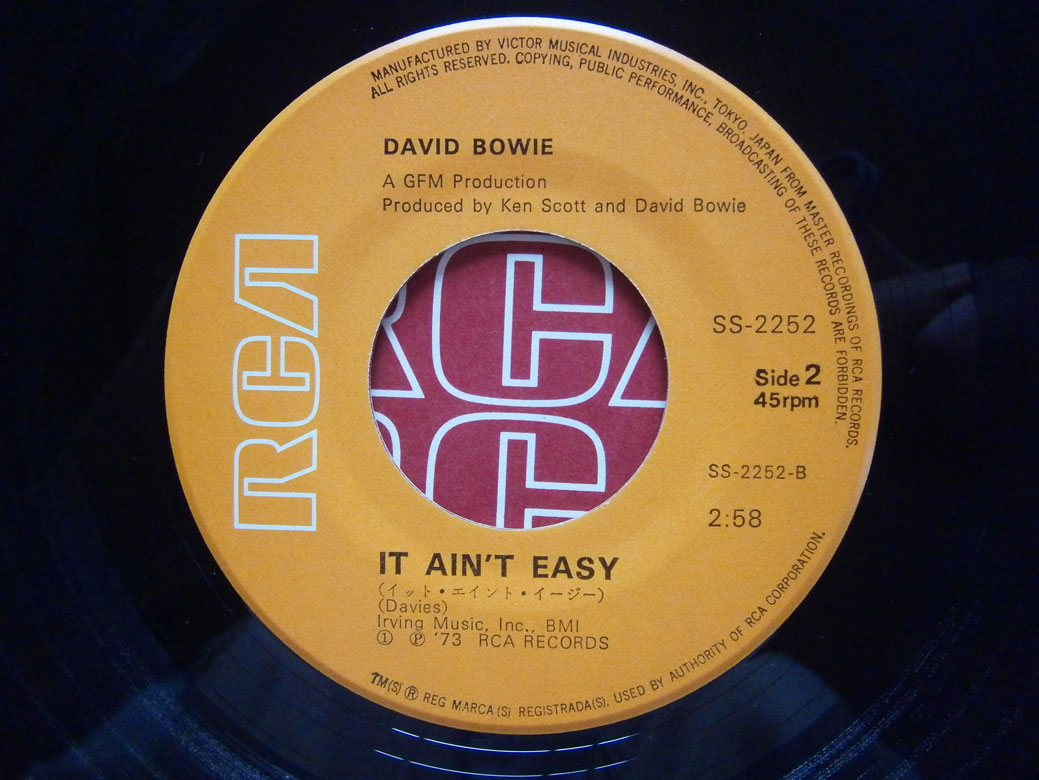 MANUFACTURED BY VICTOR MUSICAL INDUSTRIES, INC., TOKYO, JAPAN FROM MASTER RECORDINGS OF RCA RECORDS.
ALL RIGHTS RESERVED. COPYING, PUBLIC PERFORMANCE, BROADCASTING OF THESE RECORDS ARE FORBIDDEN.
DAVID BOWIE
A GFM Production
Produced by Ken Scott and David Bowie
RCA
SS-2252
Side 2
45rpm
SS-2252-B
2:58
IT AIN'T EASY
(イット・エイント・イージー)
(Davies)
Irving Music, Inc., BMI
① Ⓟ '73 RCA RECORDS
TM(S) ® REG MARCA(S) REGISTRADA(S). USED BY AUTHORITY OF RCA CORPORATION.